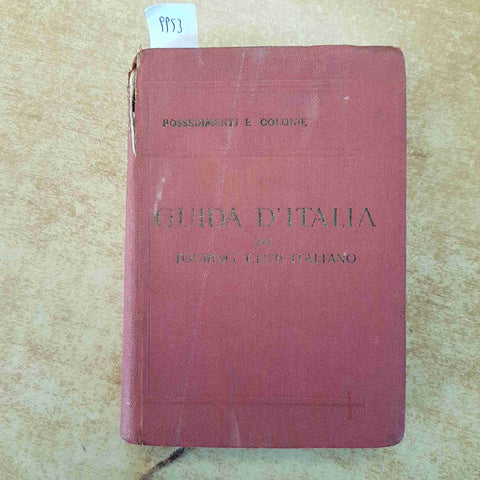 PP53
POSSEDIMENTI E COLONIE
GUIDA D'ITALIA
DEL
TOURING CLUB ITALIANO